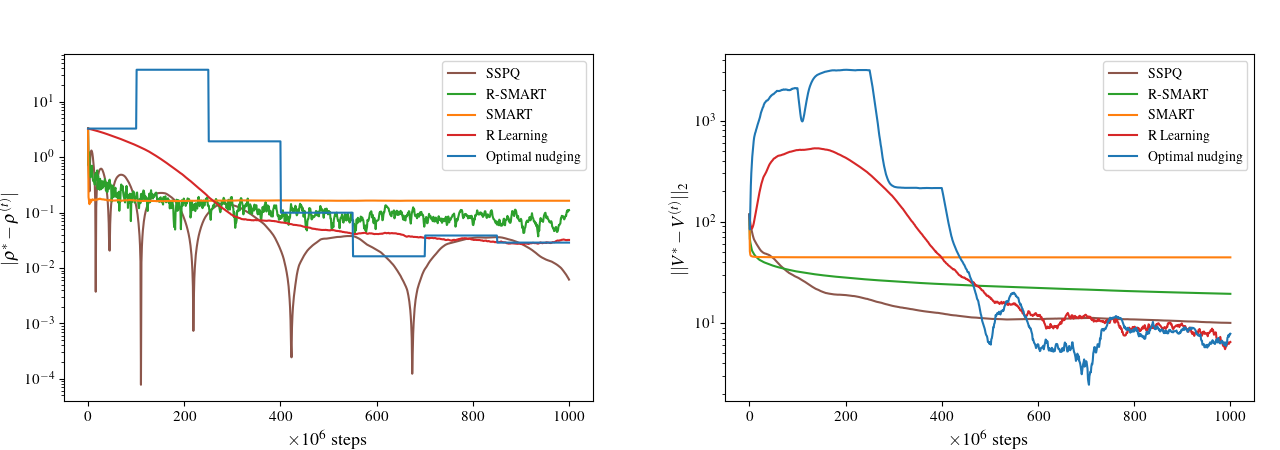 |ρ* − ρ^(t)|
10^1
10^0
10^−1
10^−2
10^−3
10^−4
SSPQ
R-SMART
SMART
R Learning
Optimal nudging
0 200 400 600 800 1000
×10^6 steps
||V* − V^(t)||_2
10^3
10^2
10^1
SSPQ
R-SMART
SMART
R Learning
Optimal nudging
0 200 400 600 800 1000
×10^6 steps